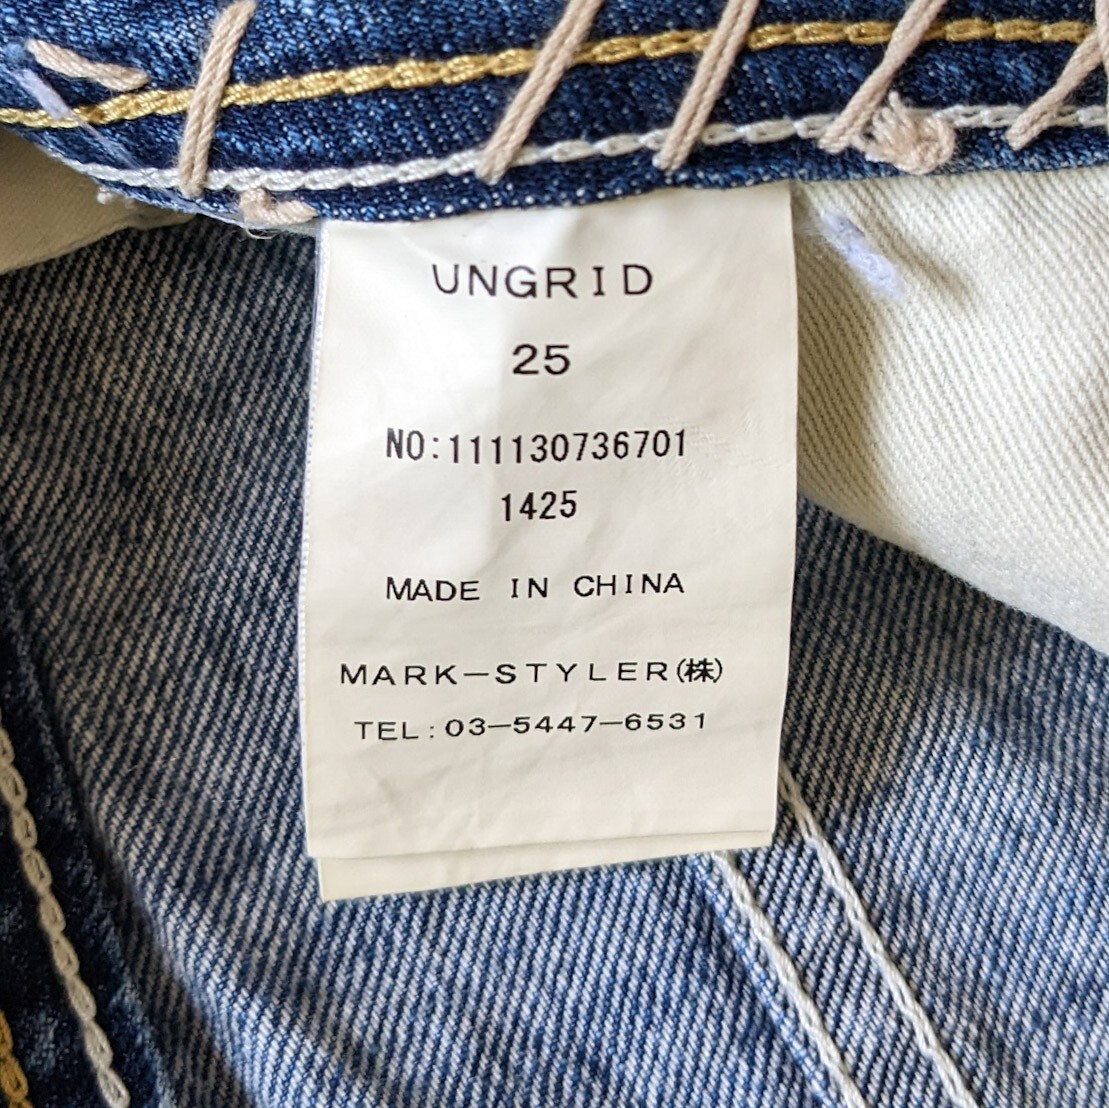 UNGRID
25
NO:111130736701
1425
MADE IN CHINA
MARK-STYLER(株)
TEL:03-5447-6531